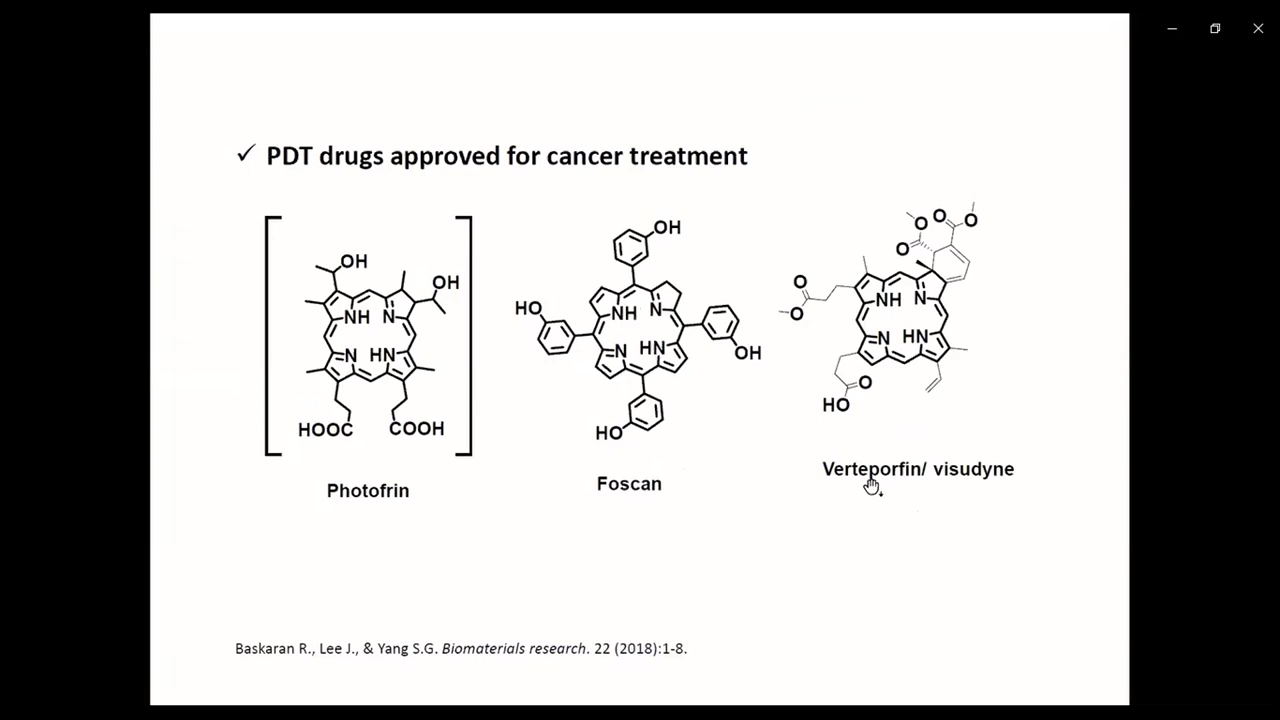 ✓ PDT drugs approved for cancer treatment
OH
OH
NH N
N HN
HOOC COOH
Photofrin
OH
HO
NH N
N HN
OH
HO
Foscan
O O
O O
O
O
NH N
N HN
O
HO
Verteporfin/ visudyne
Baskaran R., Lee J., & Yang S.G. Biomaterials research. 22 (2018):1-8.